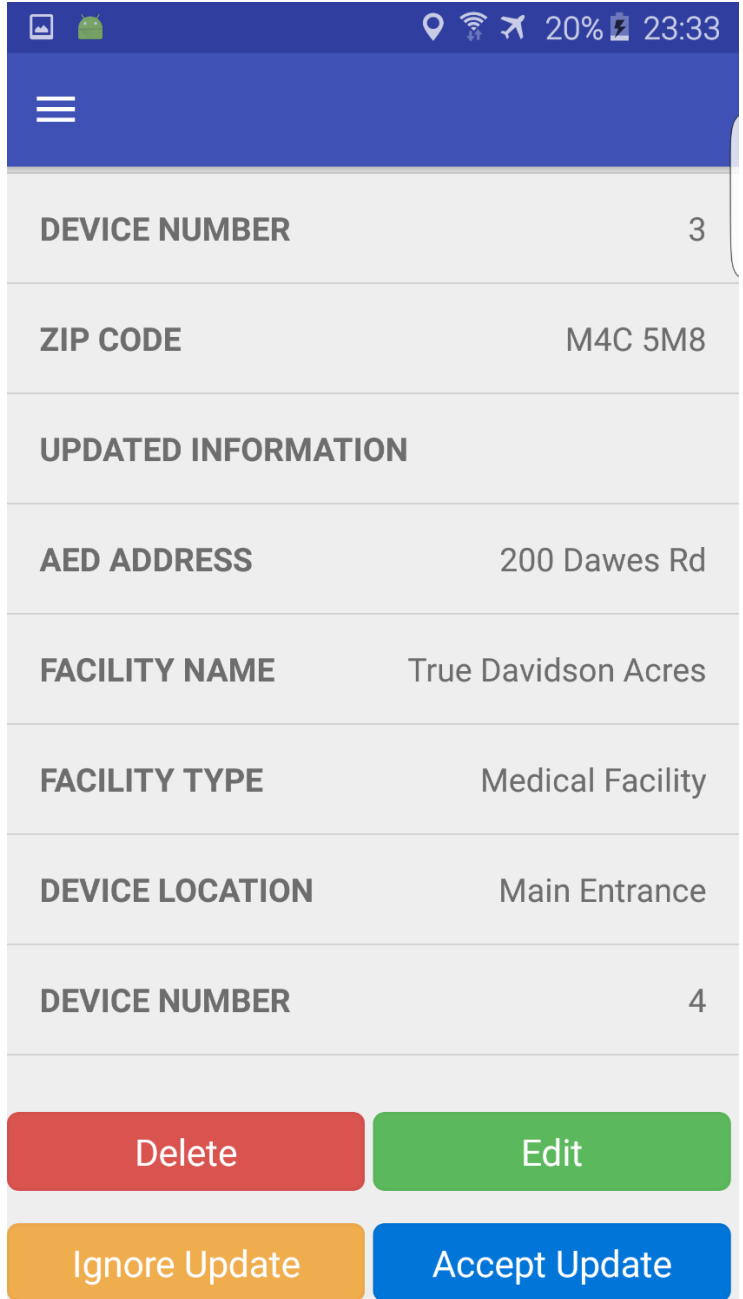 20% 23:33
DEVICE NUMBER 3
ZIP CODE M4C 5M8
UPDATED INFORMATION
AED ADDRESS 200 Dawes Rd
FACILITY NAME True Davidson Acres
FACILITY TYPE Medical Facility
DEVICE LOCATION Main Entrance
DEVICE NUMBER 4
Delete Edit
Ignore Update Accept Update